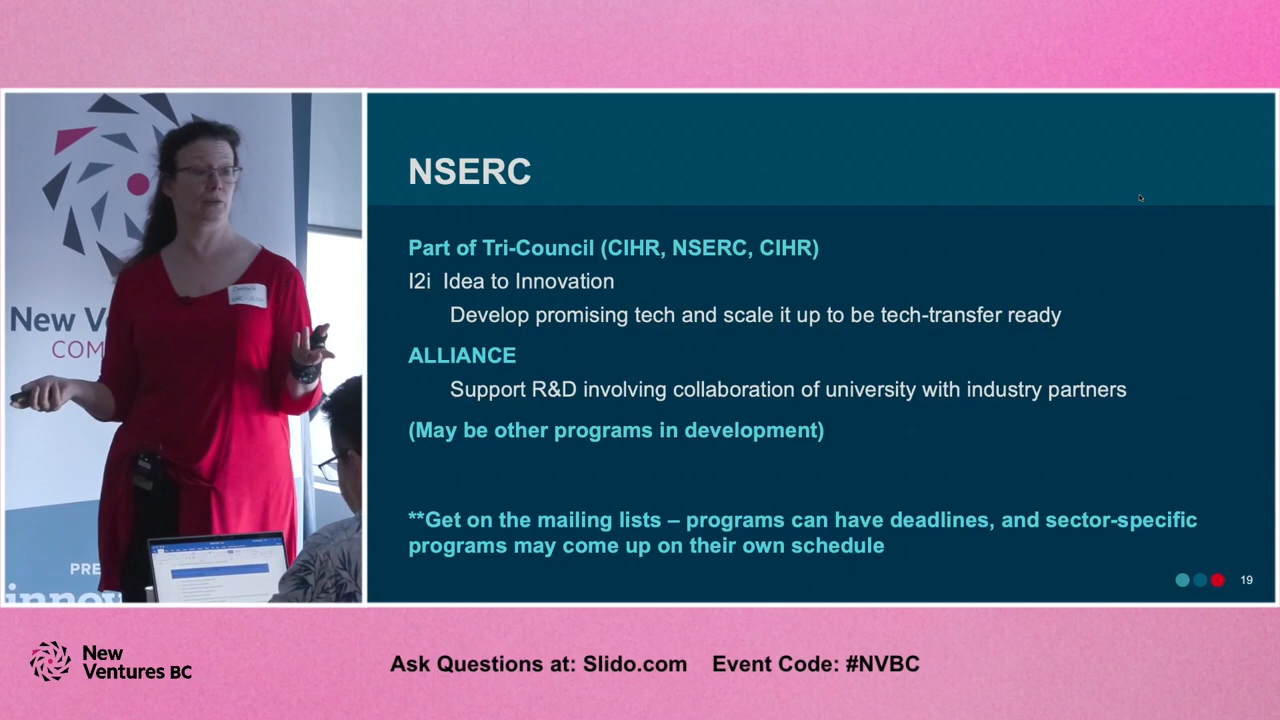 NSERC
Part of Tri-Council (CIHR, NSERC, CIHR)
I2i Idea to Innovation
Develop promising tech and scale it up to be tech-transfer ready
ALLIANCE
Support R&D involving collaboration of university with industry partners
(May be other programs in development)
**Get on the mailing lists – programs can have deadlines, and sector-specific
programs may come up on their own schedule
19
New V
COM
PRE
innov
New
Ventures BC
Ask Questions at: Slido.com Event Code: #NVBC